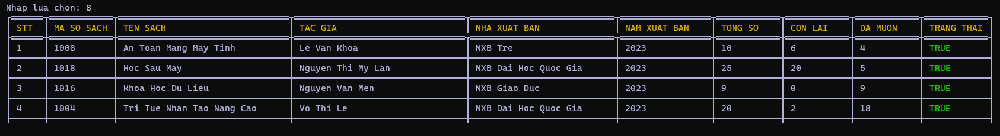 Nhap lua chon: 8
STT MA SO SACH TEN SACH TAC GIA NHA XUAT BAN NAM XUAT BAN TONG SO CON LAI DA MUON TRANG THAI
1 1008 An Toan Mang May Tinh Le Van Khoa NXB Tre 2023 10 6 4 TRUE
2 1018 Hoc Sau May Nguyen Thi My Lan NXB Dai Hoc Quoc Gia 2023 25 20 5 TRUE
3 1016 Khoa Hoc Du Lieu Nguyen Van Men NXB Giao Duc 2023 9 0 9 TRUE
4 1004 Tri Tue Nhan Tao Nang Cao Vo Thi Le NXB Dai Hoc Quoc Gia 2023 20 2 18 TRUE